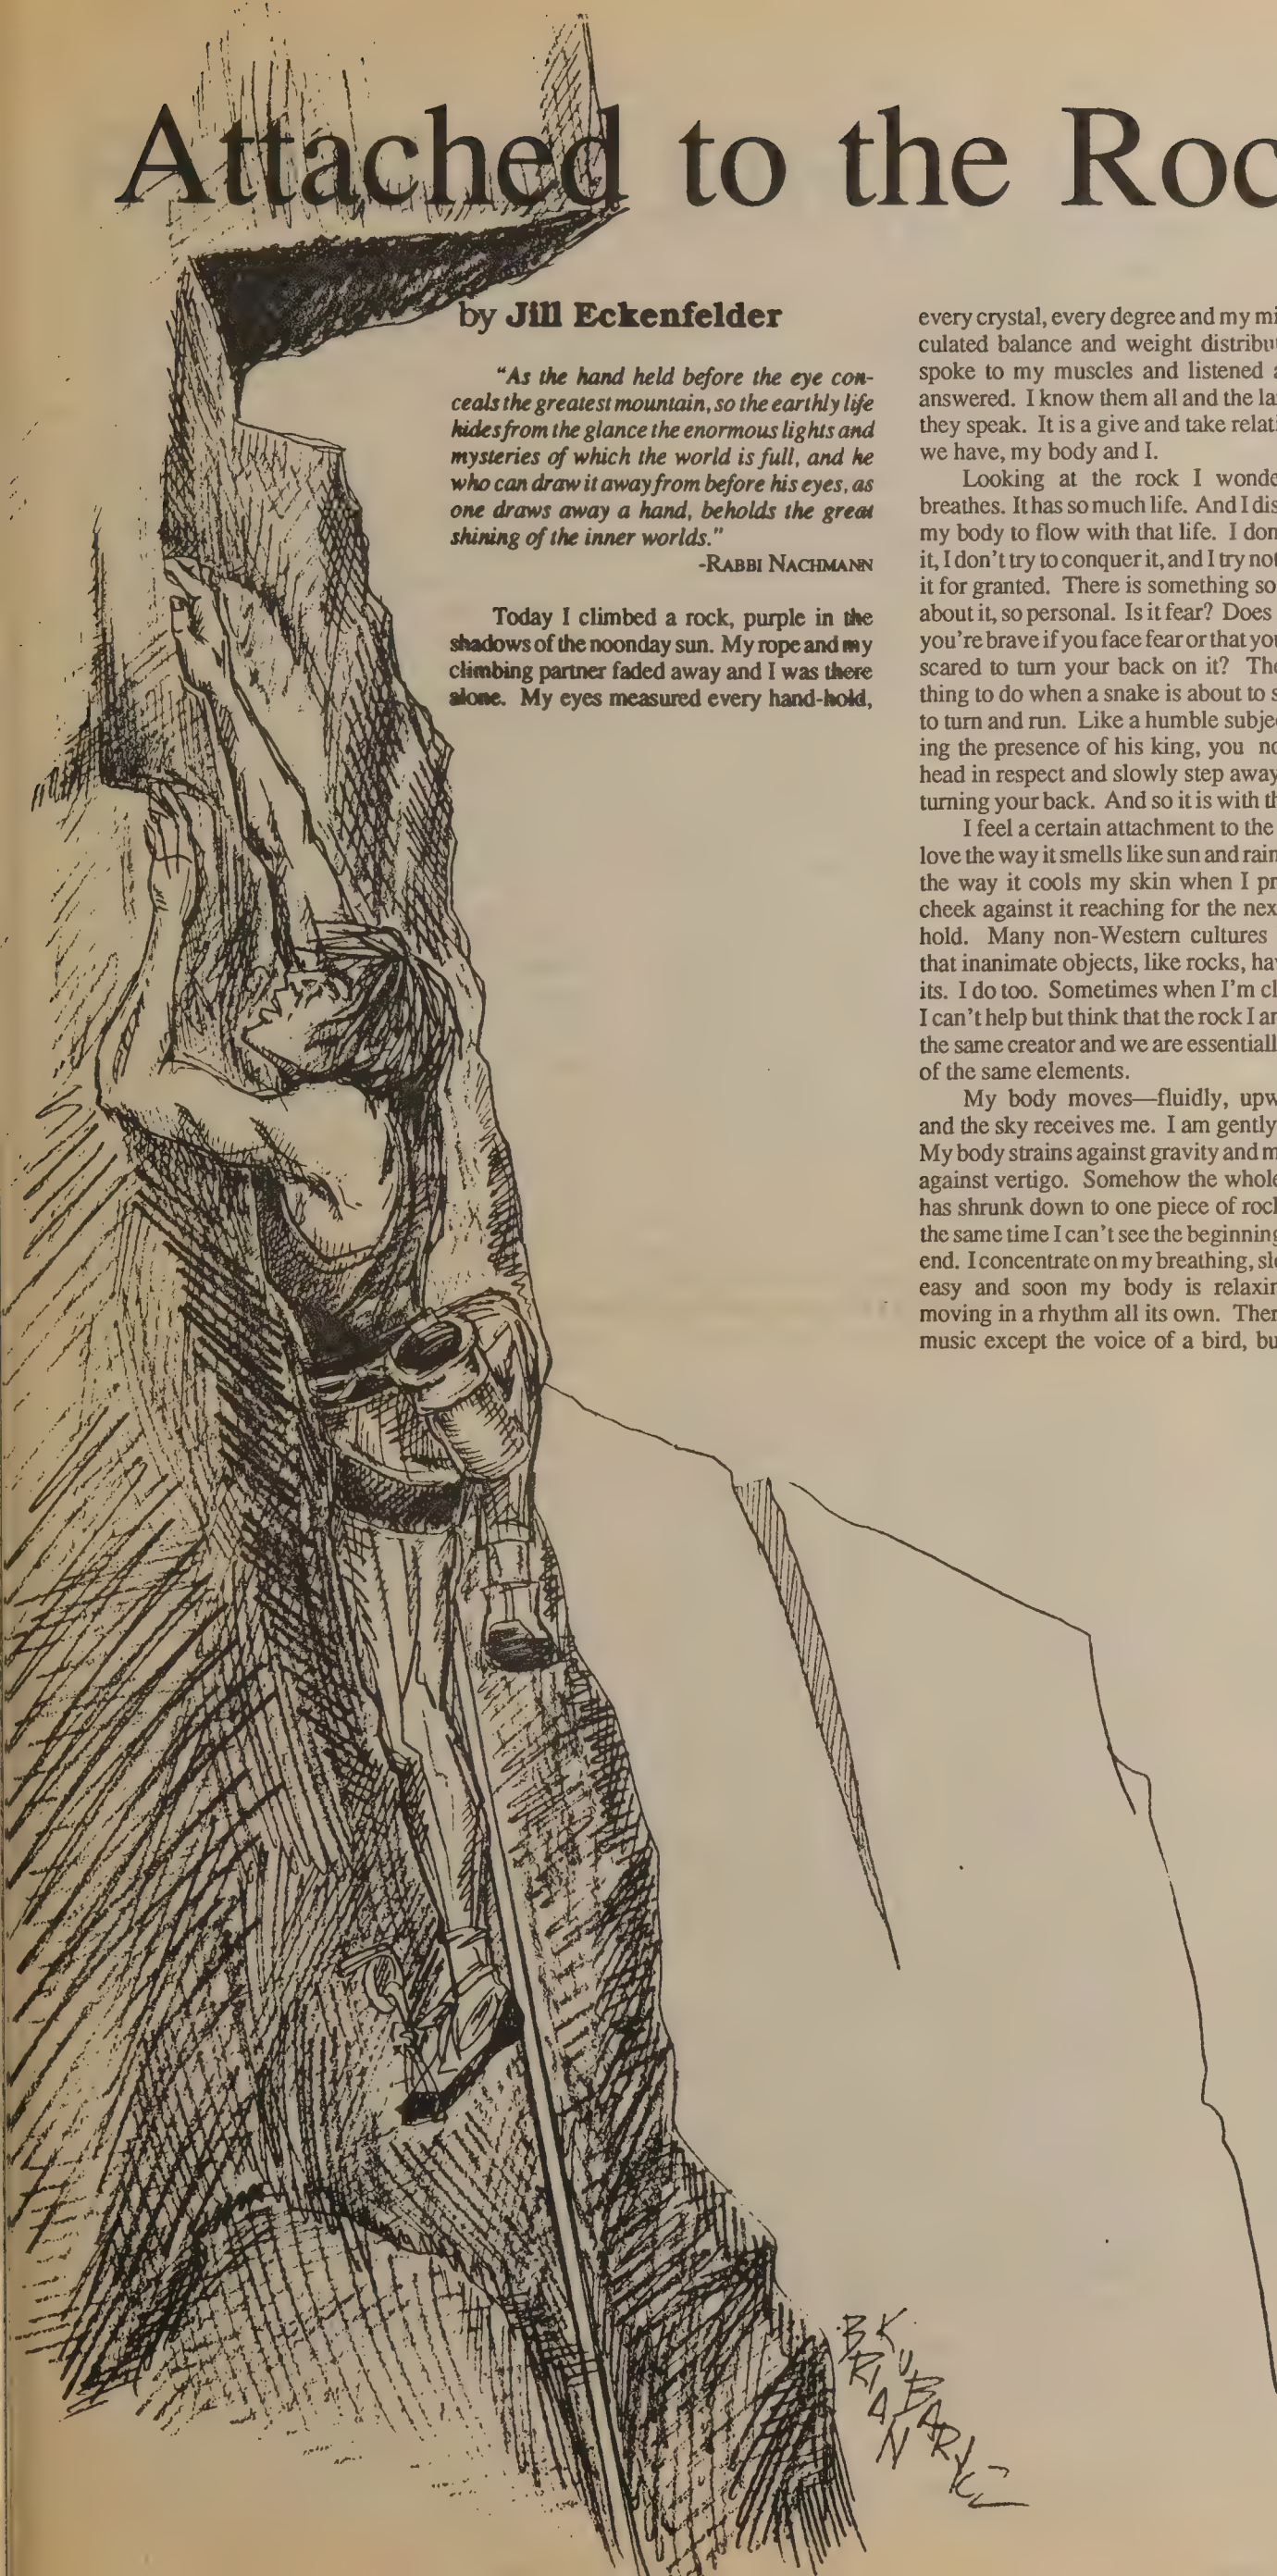 Attached to the Roc
by Jill Eckenfelder
"As the hand held before the eye con-
ceals the greatest mountain, so the earthly life
hides from the glance the enormous lights and
mysteries of which the world is full, and he
who can draw it away from before his eyes, as
one draws away a hand, beholds the great
shining of the inner worlds."
-RABBI NACHMANN
Today I climbed a rock, purple in the
shadows of the noonday sun. My rope and my
climbing partner faded away and I was there
alone. My eyes measured every hand-hold,
every crystal, every degree and my mi
culated balance and weight distribu
spoke to my muscles and listened a
answered. I know them all and the la
they speak. It is a give and take relati
we have, my body and I.
Looking at the rock I wonde
breathes. It has so much life. And I dis
my body to flow with that life. I don
it, I don't try to conquer it, and I try not
it for granted. There is something so
about it, so personal. Is it fear? Does
you're brave if you face fear or that you
scared to turn your back on it? The
thing to do when a snake is about to s
to turn and run. Like a humble subje
ing the presence of his king, you no
head in respect and slowly step away
turning your back. And so it is with th
I feel a certain attachment to the
love the way it smells like sun and rain
the way it cools my skin when I pr
cheek against it reaching for the nex
hold. Many non-Western cultures
that inanimate objects, like rocks, hav
its. I do too. Sometimes when I'm cl
I can't help but think that the rock I ar
the same creator and we are essentiall
of the same elements.
My body moves—fluidly, upw
and the sky receives me. I am gently
My body strains against gravity and m
against vertigo. Somehow the whole
has shrunk down to one piece of rock
the same time I can't see the beginning
end. I concentrate on my breathing, slo
easy and soon my body is relaxin
moving in a rhythm all its own. Ther
music except the voice of a bird, bu
BRIAN
KUBARYCZ